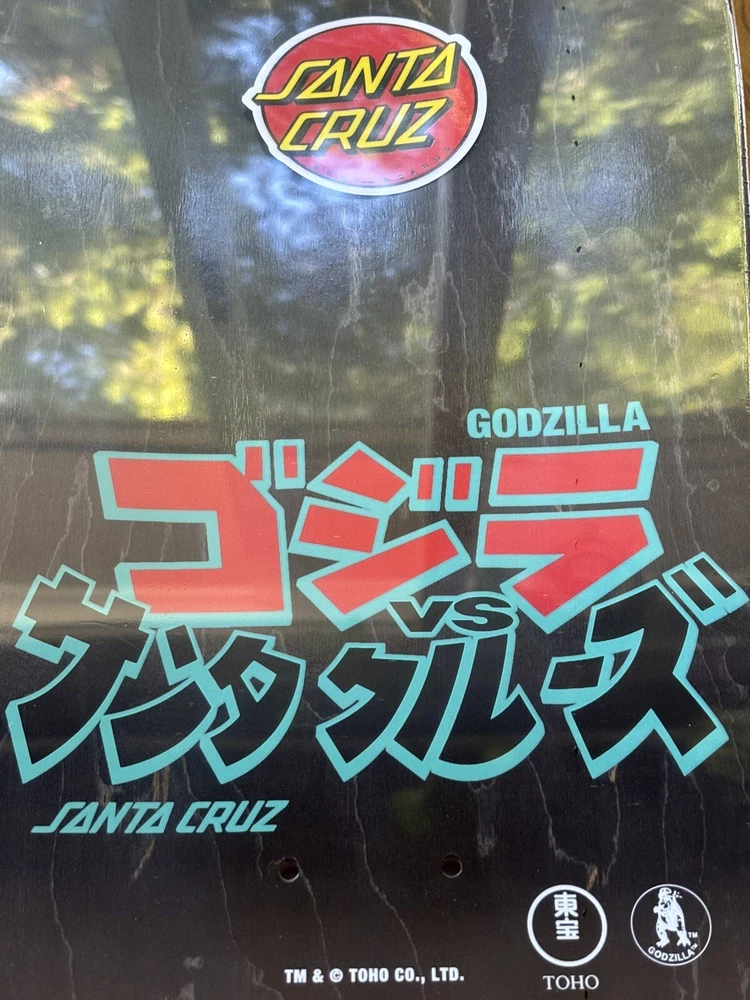 SANTA
CRUZ
GODZILLA
ゴジラ
VS
サンタクルーズ
SANTA CRUZ
東宝
TOHO
GODZILLA™
TM & © TOHO CO., LTD.